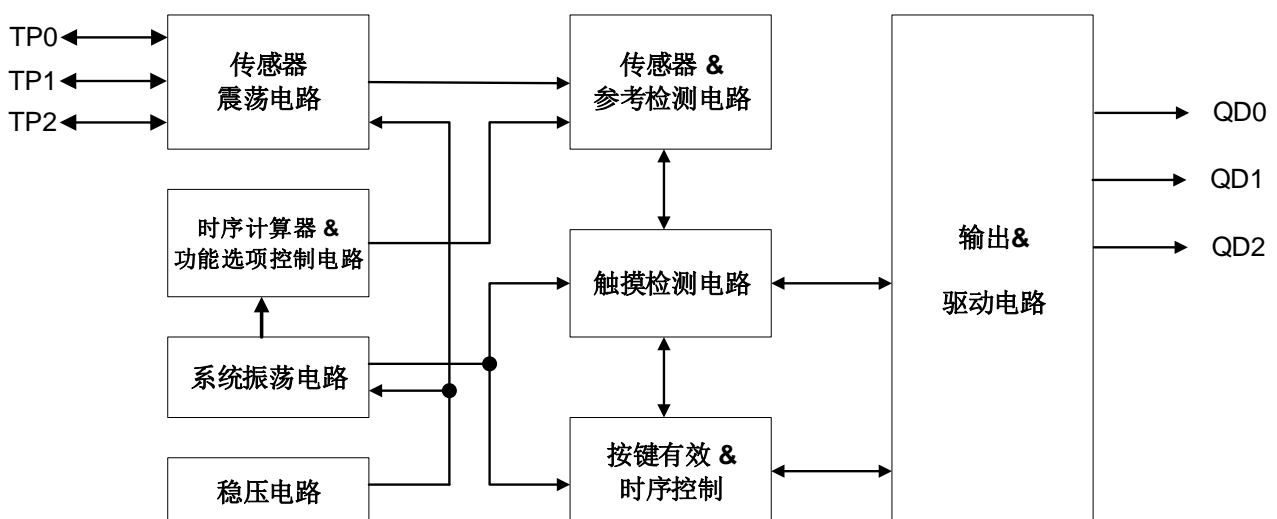 TP0
TP1
TP2
传感器
震荡电路
传感器 &
参考检测电路
时序计算器 &
功能选项控制电路
触摸检测电路
系统振荡电路
按键有效 &
时序控制
稳压电路
输出&
驱动电路
QD0
QD1
QD2